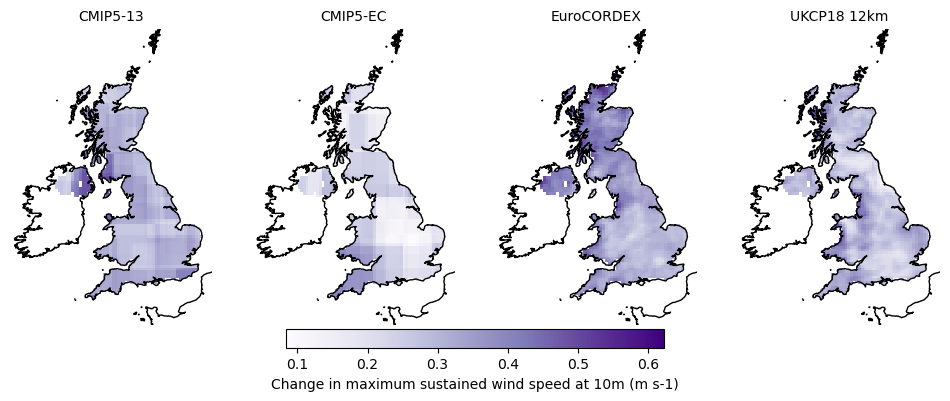 CMIP5-13
CMIP5-EC
EuroCORDEX
UKCP18 12km
0.1 0.2 0.3 0.4 0.5 0.6
Change in maximum sustained wind speed at 10m (m s-1)